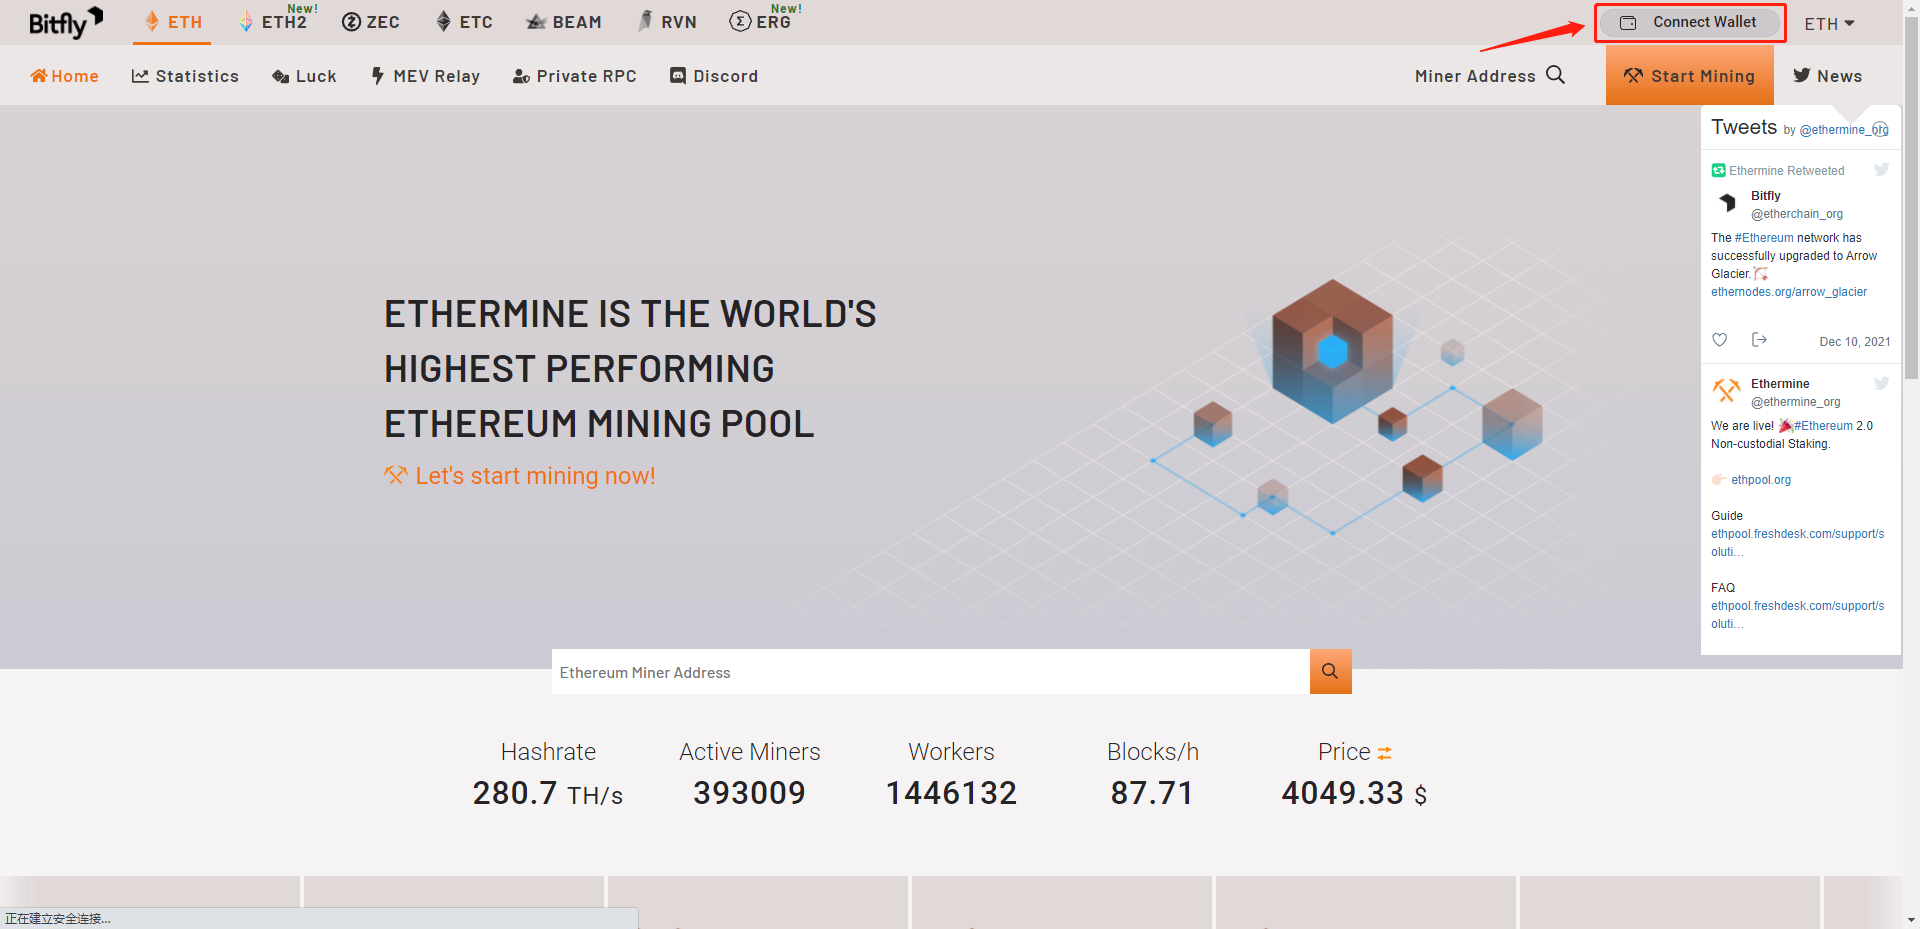 Bitfly
ETH
ETH2
New!
ZEC
ETC
BEAM
RVN
ERG
New!
Connect Wallet
ETH
Home
Statistics
Luck
MEV Relay
Private RPC
Discord
Miner Address
Start Mining
News
ETHERMINE IS THE WORLD'S
HIGHEST PERFORMING
ETHEREUM MINING POOL
Let's start mining now!
Tweets by @ethermine_org
Ethermine Retweeted
Bitfly
@etherchain_org
The #Ethereum network has
successfully upgraded to Arrow
Glacier.
ethernodes.org/arrow_glacier
Dec 10, 2021
Ethermine
@ethermine_org
We are live! #Ethereum 2.0
Non-custodial Staking.
ethpool.org
Guide
ethpool.freshdesk.com/support/s
oluti…
FAQ
ethpool.freshdesk.com/support/s
oluti…
Ethereum Miner Address
Hashrate
280.7 TH/s
Active Miners
393009
Workers
1446132
Blocks/h
87.71
Price
4049.33 $
正在建立安全连接...